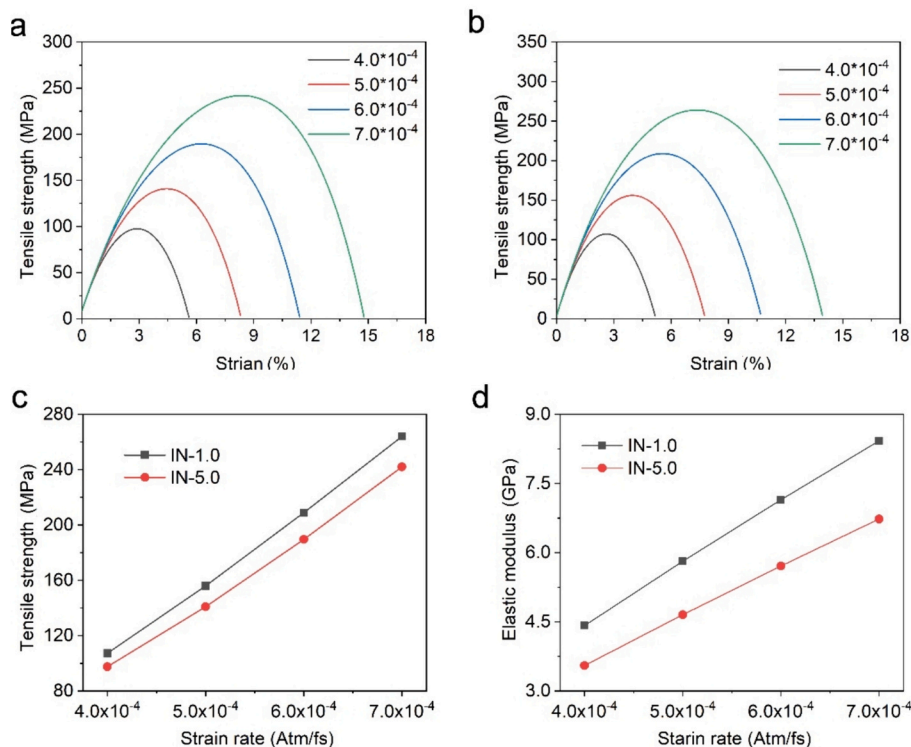 a
300
250
200
150
100
50
0
Tensile strength (MPa)
4.0*10-4
5.0*10-4
6.0*10-4
7.0*10-4
0 3 6 9 12 15 18
Strian (%)
b
350
300
250
200
150
100
50
0
Tensile strength (MPa)
4.0*10-4
5.0*10-4
6.0*10-4
7.0*10-4
0 3 6 9 12 15 18
Strain (%)
c
280
240
200
160
120
80
Tensile strength (MPa)
IN-1.0
IN-5.0
4.0x10-4 5.0x10-4 6.0x10-4 7.0x10-4
Strain rate (Atm/fs)
d
9.0
7.5
6.0
4.5
3.0
Elastic modulus (GPa)
IN-1.0
IN-5.0
4.0x10-4 5.0x10-4 6.0x10-4 7.0x10-4
Starin rate (Atm/fs)